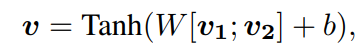 v = Tanh(W[v₁; v₂] + b),